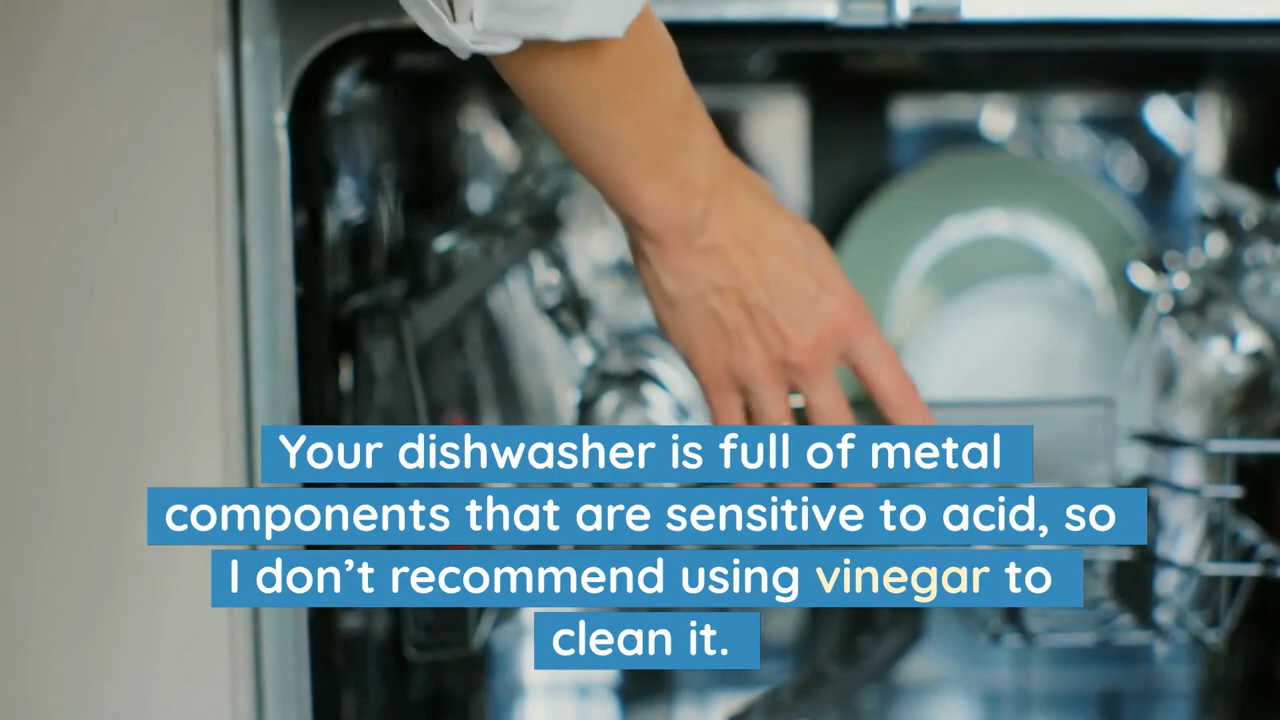 Your dishwasher is full of metal
components that are sensitive to acid, so
I don’t recommend using vinegar to
clean it.